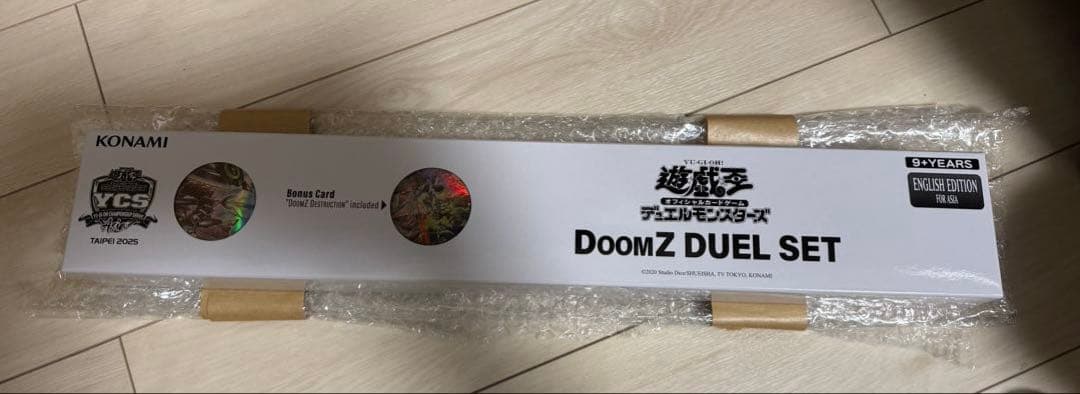 KONAMI
YCS
TAIPEI 2025
Bonus Card
"DOOMZ DESTRUCTION" included
YU-GI-OH!
遊戯王
オフィシャルカードゲーム
デュエルモンスターズ
DOOMZ DUEL SET
©2020 Studio Dice/SHUEISHA, TV TOKYO, KONAMI
9+YEARS
ENGLISH EDITION
FOR ASIA